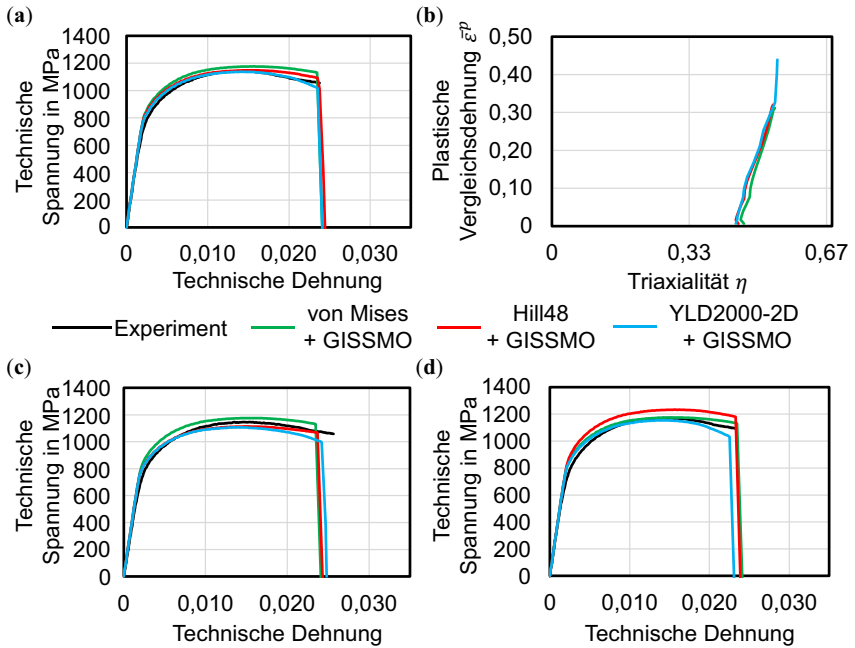 (a)
1400
1200
1000
800
600
400
200
0
Technische
Spannung in MPa
0
0,010
0,020
0,030
Technische Dehnung
(b)
0,50
0,40
0,30
0,20
0,10
0
Plastische
Vergleichsdehnung ε̄ᵖ
0
0,33
0,67
Triaxialität η
Experiment
von Mises
+ GISSMO
Hill48
+ GISSMO
YLD2000-2D
+ GISSMO
(c)
1400
1200
1000
800
600
400
200
0
Technische
Spannung in MPa
0
0,010
0,020
0,030
Technische Dehnung
(d)
1400
1200
1000
800
600
400
200
0
Technische
Spannung in MPa
0
0,010
0,020
0,030
Technische Dehnung